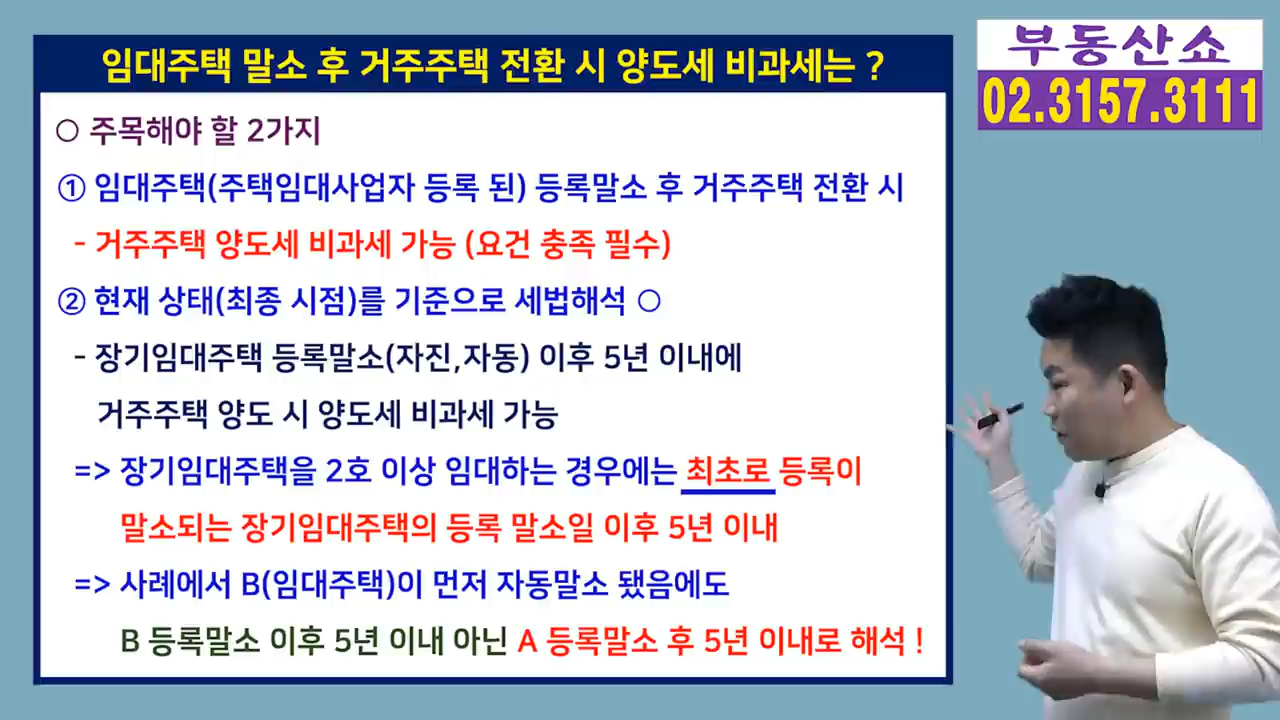 임대주택 말소 후 거주주택 전환 시 양도세 비과세는 ?
부동산쇼
02.3157.3111
○ 주목해야 할 2가지
① 임대주택(주택임대사업자 등록 된) 등록말소 후 거주주택 전환 시
- 거주주택 양도세 비과세 가능 (요건 충족 필수)
② 현재 상태(최종 시점)를 기준으로 세법해석 ○
- 장기임대주택 등록말소(자진,자동) 이후 5년 이내에
거주주택 양도 시 양도세 비과세 가능
=> 장기임대주택을 2호 이상 임대하는 경우에는 최초로 등록이
말소되는 장기임대주택의 등록 말소일 이후 5년 이내
=> 사례에서 B(임대주택)이 먼저 자동말소 됐음에도
B 등록말소 이후 5년 이내 아닌 A 등록말소 후 5년 이내로 해석 !